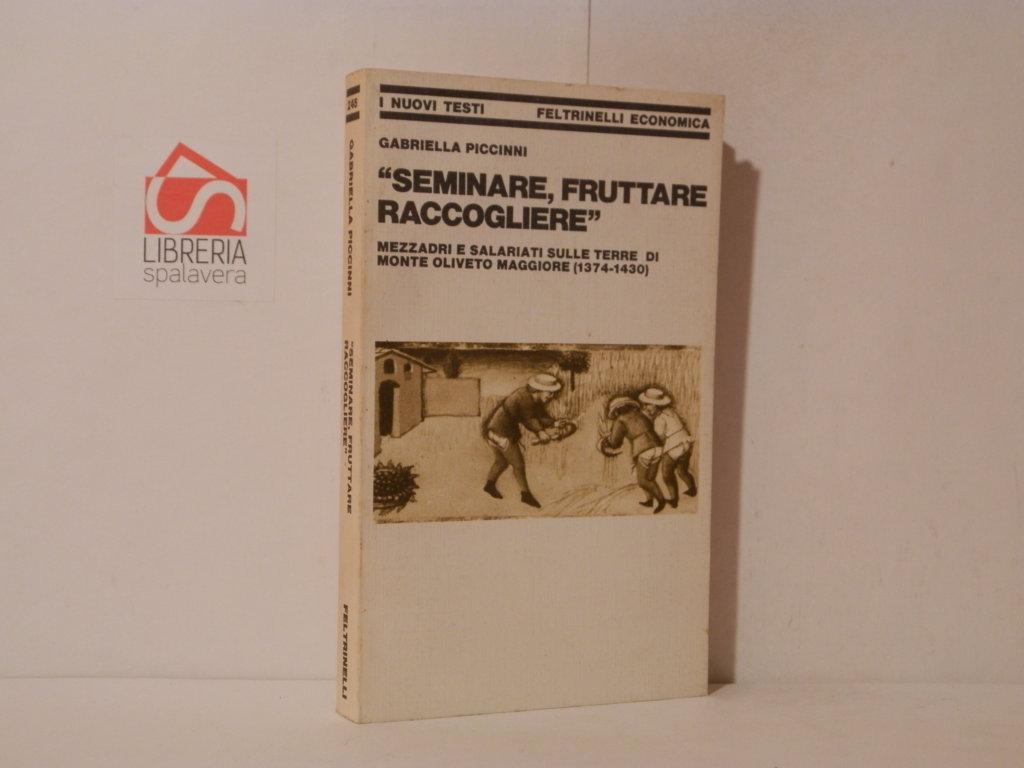 LIBRERIA
spalavera
I NUOVI TESTI FELTRINELLI ECONOMICA
GABRIELLA PICCINNI
“SEMINARE, FRUTTARE
RACCOGLIERE”
MEZZADRI E SALARIATI SULLE TERRE DI
MONTE OLIVETO MAGGIORE (1374-1430)
GABRIELLA PICCINNI
“SEMINARE, FRUTTARE
RACCOGLIERE”
FELTRINELLI